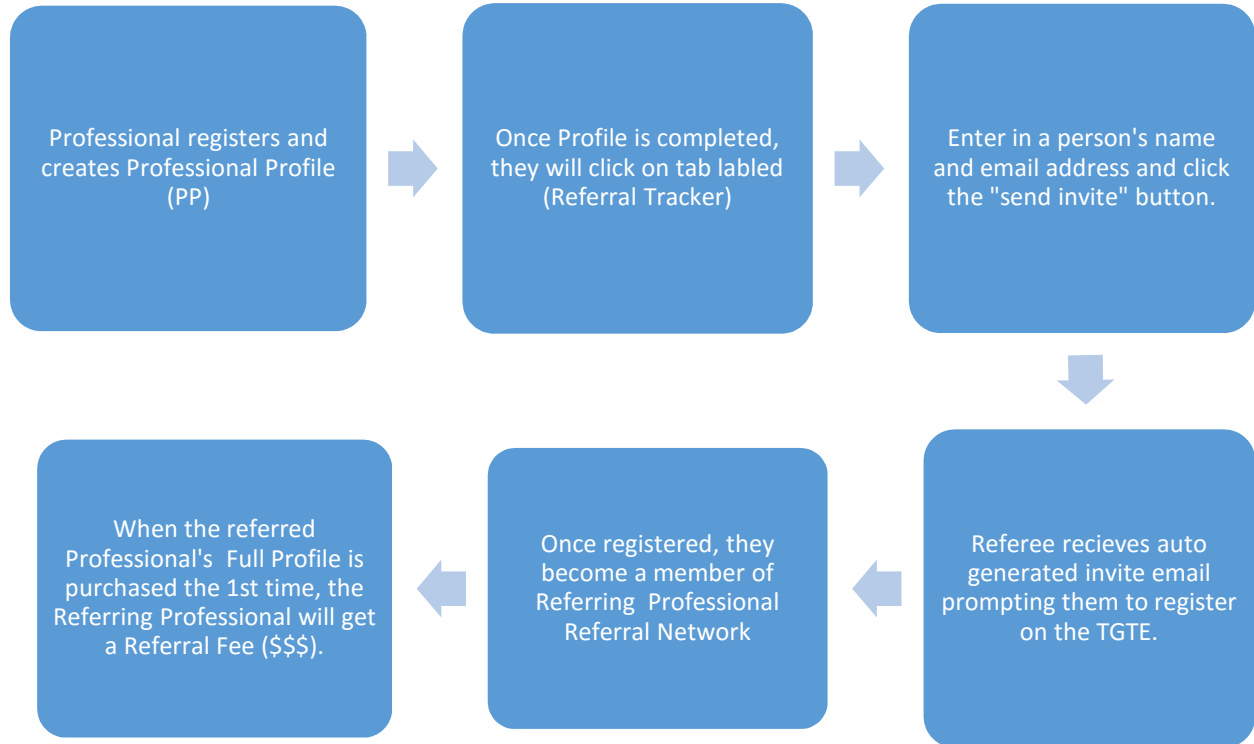 Professional registers and
creates Professional Profile
(PP)
Once Profile is completed,
they will click on tab labled
(Referral Tracker)
Enter in a person's name
and email address and click
the "send invite" button.
Referee recieves auto
generated invite email
prompting them to register
on the TGTE.
Once registered, they
become a member of
Referring  Professional
Referral Network
When the referred
Professional's  Full Profile is
purchased the 1st time, the
Referring Professional will get
a Referral Fee ($$$).